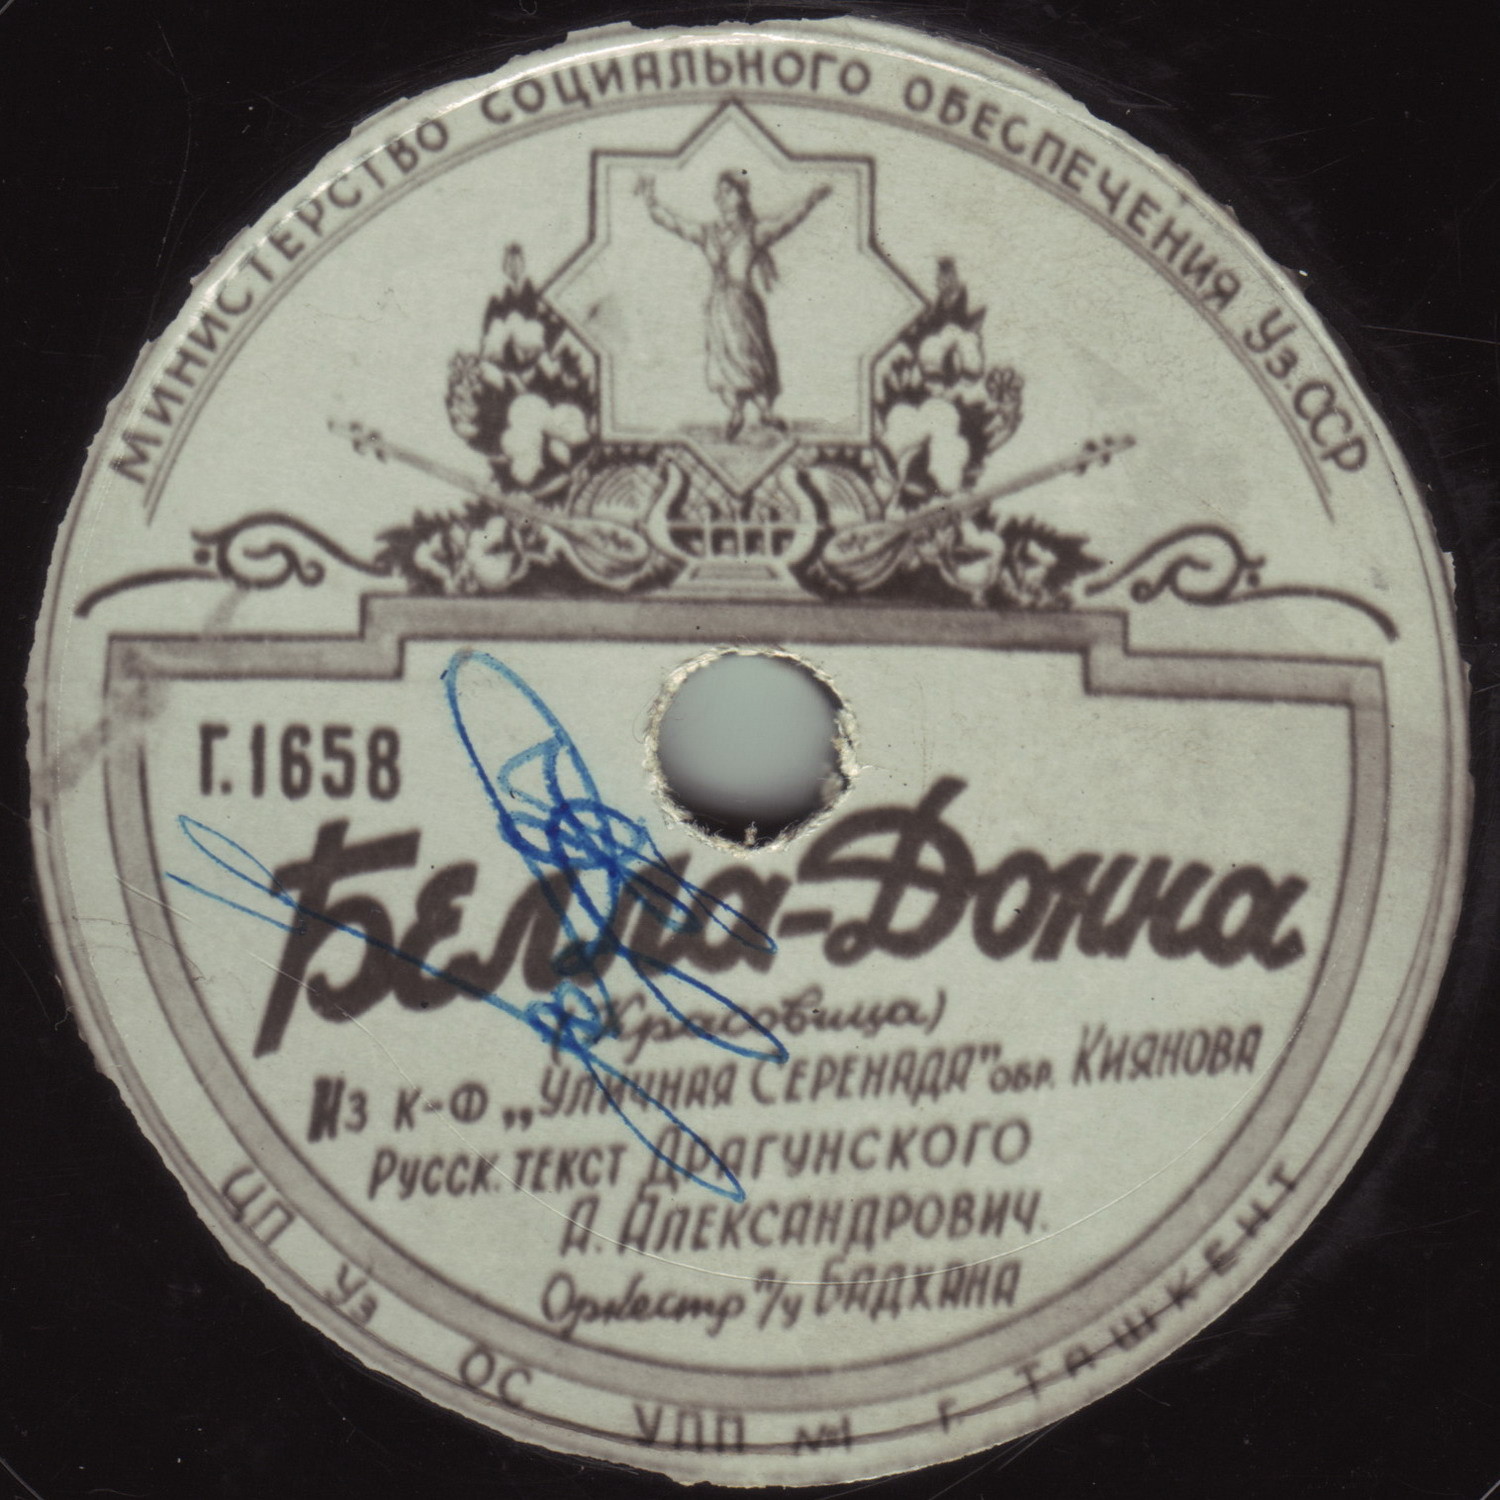 МИНИСТЕРСТВО СОЦИАЛЬНОГО ОБЕСПЕЧЕНИЯ Уз.ССР
Г.1658
Белла-Донна
(Красовица)
Из к-ф „Уличная Серенада" обр. Киянова
Русск. текст Драгунского
А. Александрович.
Оркестр п/у Бадхана
ЦП Уз ОС УПП №1 г. ТАШКЕНТ